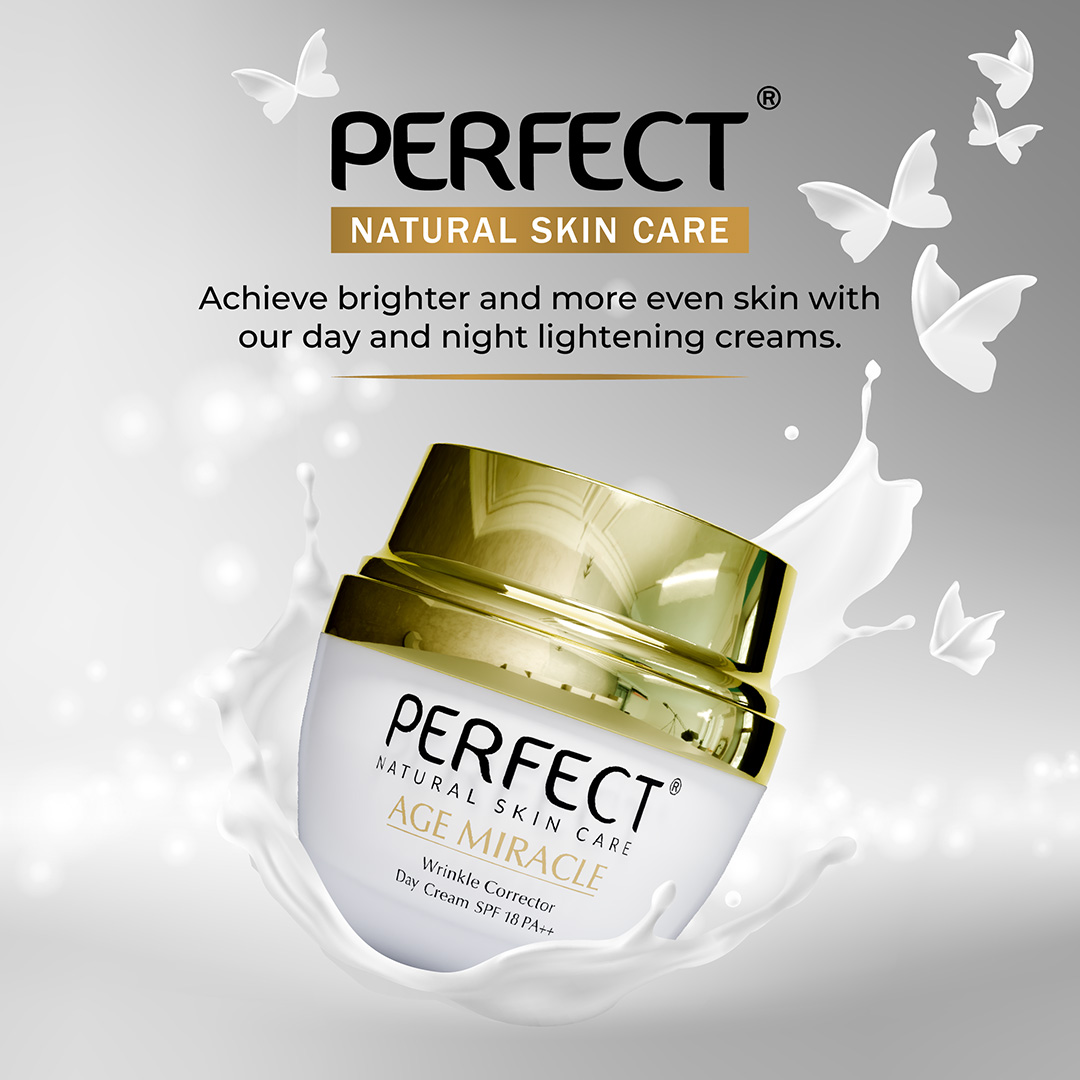 PERFECT®
NATURAL SKIN CARE
Achieve brighter and more even skin with
our day and night lightening creams.
PERFECT®
NATURAL SKIN CARE
AGE MIRACLE
Wrinkle Corrector
Day Cream SPF 18 PA++